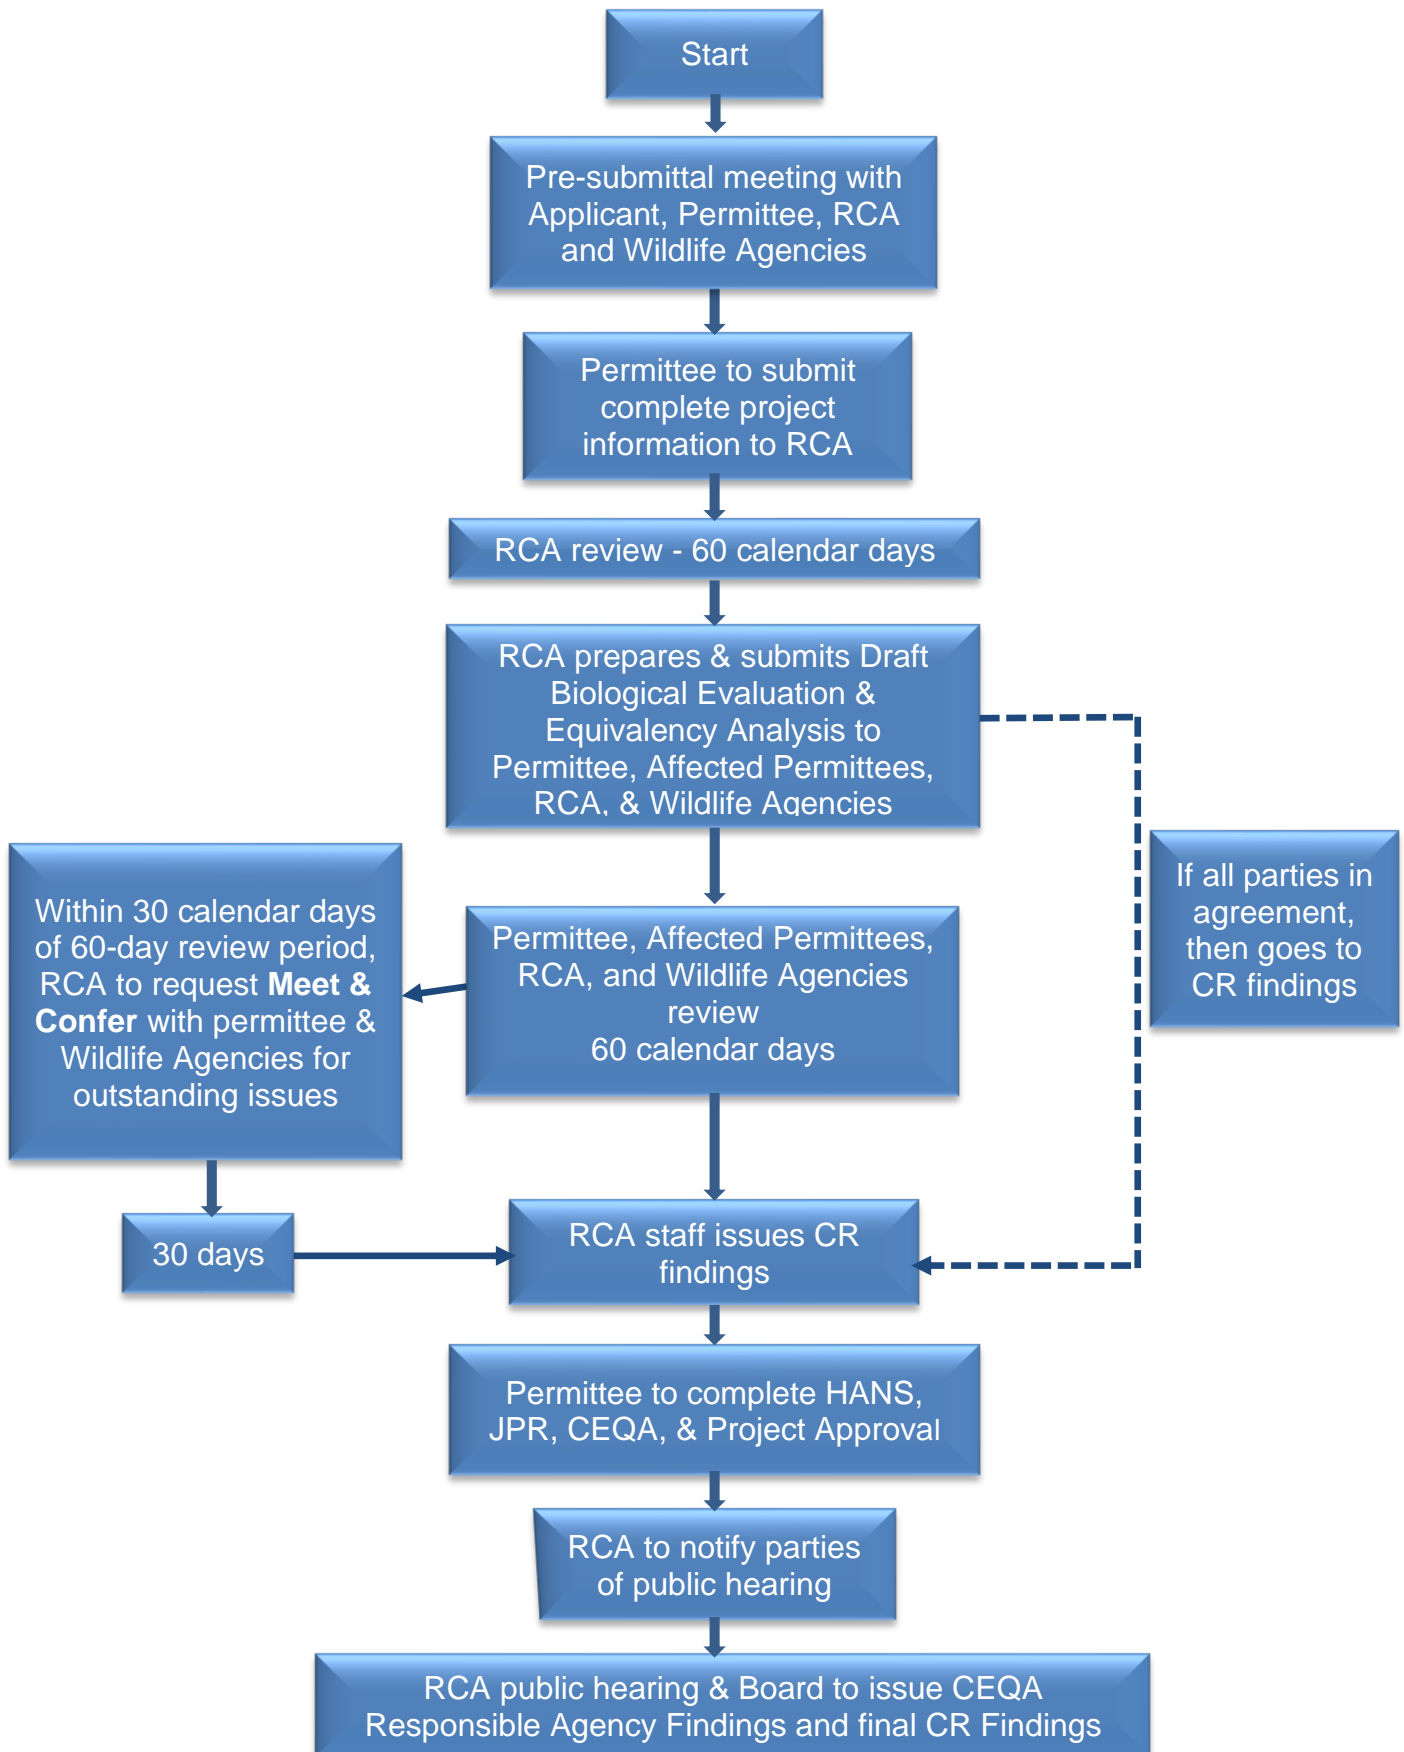 Start
Pre-submittal meeting with
Applicant, Permittee, RCA
and Wildlife Agencies
Permittee to submit
complete project
information to RCA
RCA review - 60 calendar days
RCA prepares & submits Draft
Biological Evaluation &
Equivalency Analysis to
Permittee, Affected Permittees,
RCA, & Wildlife Agencies
If all parties in
agreement,
then goes to
CR findings
Within 30 calendar days
of 60-day review period,
RCA to request Meet &
Confer with permittee &
Wildlife Agencies for
outstanding issues
Permittee, Affected Permittees,
RCA, and Wildlife Agencies
review
60 calendar days
30 days
RCA staff issues CR
findings
Permittee to complete HANS,
JPR, CEQA, & Project Approval
RCA to notify parties
of public hearing
RCA public hearing & Board to issue CEQA
Responsible Agency Findings and final CR Findings